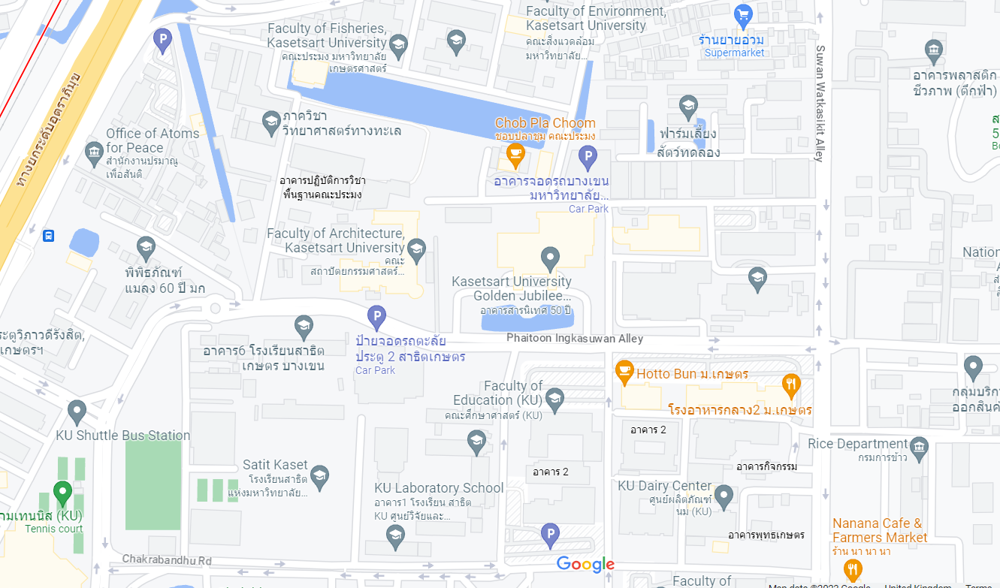 Faculty of Environment,
Kasetsart University
คณะสิ่งแวดล้อม
มหาวิทยาลัย...
Faculty of Fisheries,
Kasetsart University
คณะประมง มหาวิทยาลัย
เกษตรศาสตร์
P
ร้านยายอ่วม
Supermarket
Suwan Watkasikit Alley
อาคารพลาสติก
ชีวภาพ (ตึกฟ้า)
ทางยกระดับอุตราภิมุข
ภาควิชา
วิทยาศาสตร์ทางทะเล
Chob Pla Choom
ชอบปลาชุม คณะประมง
ฟาร์มเลี้ยง
สัตว์ทดลอง
Office of Atoms
for Peace
สำนักงานปรมาณู
เพื่อสันติ
P
อาคารจอดรถบางเขน
มหาวิทยาลัย...
Car Park
อาคารปฏิบัติการวิชา
พื้นฐานคณะประมง
Faculty of Architecture,
Kasetsart University
คณะ
สถาปัตยกรรมศาสตร์...
พิพิธภัณฑ์
แมลง 60 ปี มก
Kasetsart University
Golden Jubilee...
อาคารสารนิเทศ 50 ปี
Nation
P
ป้ายจอดรถตะลัย
ประตู 2 สาธิตเกษตร
Car Park
Phaitoon Ingkasuwan Alley
ระตูวิภาวดีรังสิต,
เกษตรฯ
อาคาร6 โรงเรียนสาธิต
เกษตร บางเขน
Hotto Bun ม.เกษตร
Faculty of
Education (KU)
คณะศึกษาศาสตร์ (KU)
โรงอาหารกลาง2 ม.เกษตร
กลุ่มบริก
ออกสินค้
KU Shuttle Bus Station
อาคาร 2
Rice Department
กรมการข้าว
Satit Kaset
โรงเรียนสาธิต
แห่งมหาวิทยาลัย...
อาคาร 2
อาคารกิจกรรม
KU Laboratory School
อาคาร1 โรงเรียน สาธิต
KU ศูนย์วิจัยและ...
KU Dairy Center
ศูนย์ผลิตภัณฑ์
นม (KU)
ามเทนนิส (KU)
Tennis court
P
อาคารพุทธเกษตร
Nanana Cafe &
Farmers Market
ร้าน นา นา นา
Chakrabandhu Rd
Google
Faculty of
Map data ©2023 Google
United Kingdom
Terms